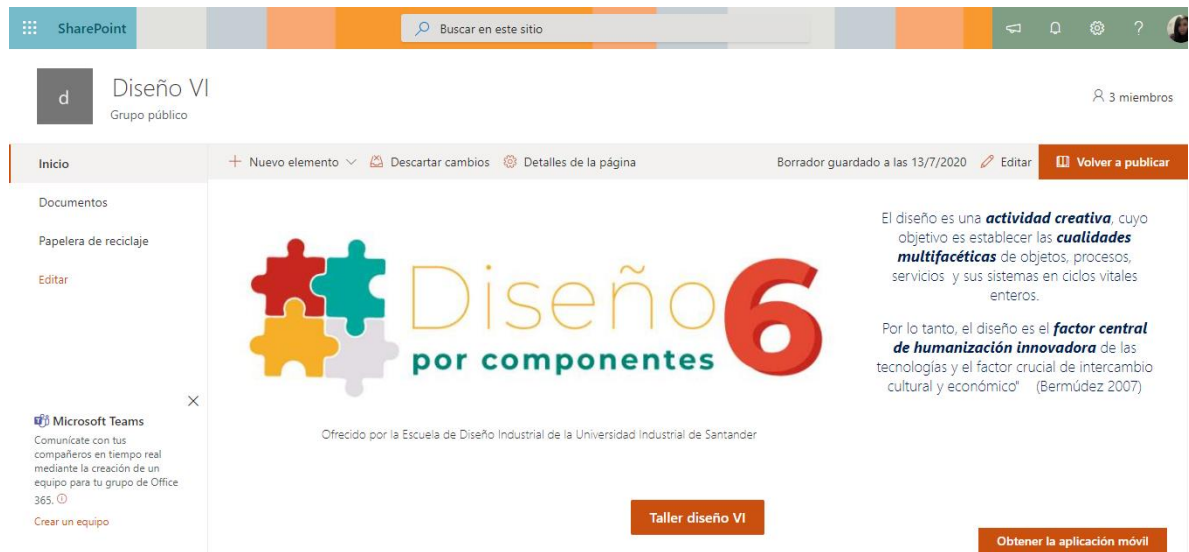 SharePoint
Buscar en este sitio
?
d
Diseño VI
Grupo público
3 miembros
Inicio
Documentos
Papelera de reciclaje
Editar
Nuevo elemento
Descartar cambios
Detalles de la página
Borrador guardado a las 13/7/2020
Editar
Volver a publicar
Diseño 6
por componentes
Ofrecido por la Escuela de Diseño Industrial de la Universidad Industrial de Santander
El diseño es una actividad creativa, cuyo
objetivo es establecer las cualidades
multifacéticas de objetos, procesos,
servicios y sus sistemas en ciclos vitales
enteros.
Por lo tanto, el diseño es el factor central
de humanización innovadora de las
tecnologías y el factor crucial de intercambio
cultural y económico" (Bermúdez 2007)
Microsoft Teams
Comunícate con tus
compañeros en tiempo real
mediante la creación de un
equipo para tu grupo de Office
365.
Crear un equipo
Taller diseño VI
Obtener la aplicación móvil